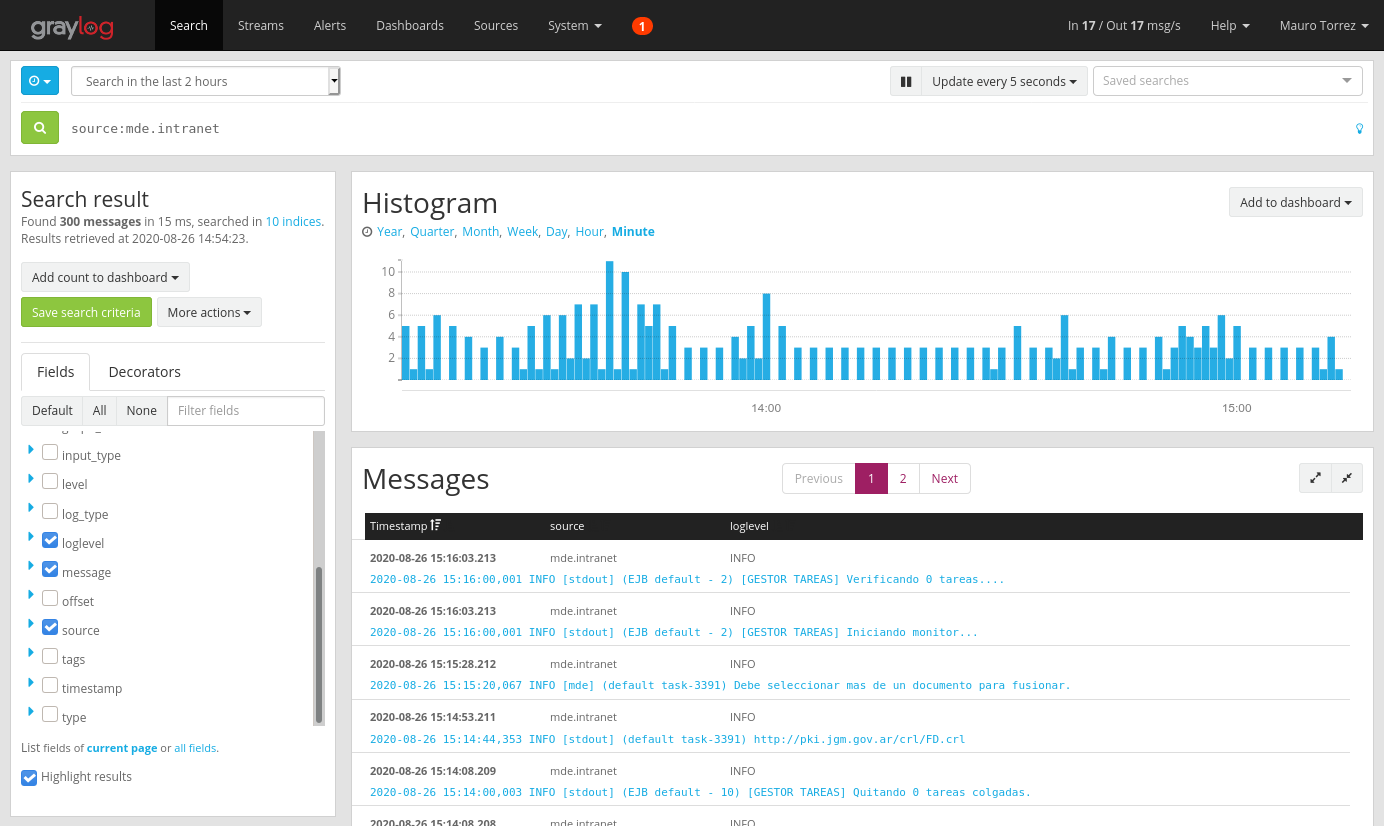 graylog
Search
Streams
Alerts
Dashboards
Sources
System
1
In 17 / Out 17 msg/s
Help
Mauro Torrez
Search in the last 2 hours
Update every 5 seconds
Saved searches
source:mde.intranet
Search result
Found 300 messages in 15 ms, searched in 10 indices.
Results retrieved at 2020-08-26 14:54:23.
Add count to dashboard
Save search criteria
More actions
Fields
Decorators
Default
All
None
Filter fields
input_type
level
log_type
loglevel
message
offset
source
tags
timestamp
type
List fields of current page or all fields.
Highlight results
Histogram
Add to dashboard
Year, Quarter, Month, Week, Day, Hour, Minute
10
8
6
4
2
14:00
15:00
Messages
Previous
1
2
Next
Timestamp source loglevel
2020-08-26 15:16:03.213 mde.intranet INFO
2020-08-26 15:16:00,001 INFO [stdout] (EJB default - 2) [GESTOR TAREAS] Verificando 0 tareas....
2020-08-26 15:16:03.213 mde.intranet INFO
2020-08-26 15:16:00,001 INFO [stdout] (EJB default - 2) [GESTOR TAREAS] Iniciando monitor...
2020-08-26 15:15:28.212 mde.intranet INFO
2020-08-26 15:15:20,067 INFO [mde] (default task-3391) Debe seleccionar mas de un documento para fusionar.
2020-08-26 15:14:53.211 mde.intranet INFO
2020-08-26 15:14:44,353 INFO [stdout] (default task-3391) http://pki.jgm.gov.ar/crl/FD.crl
2020-08-26 15:14:08.209 mde.intranet INFO
2020-08-26 15:14:00,003 INFO [stdout] (EJB default - 10) [GESTOR TAREAS] Quitando 0 tareas colgadas.
2020-08-26 15:14:08.208 mde.intranet INFO